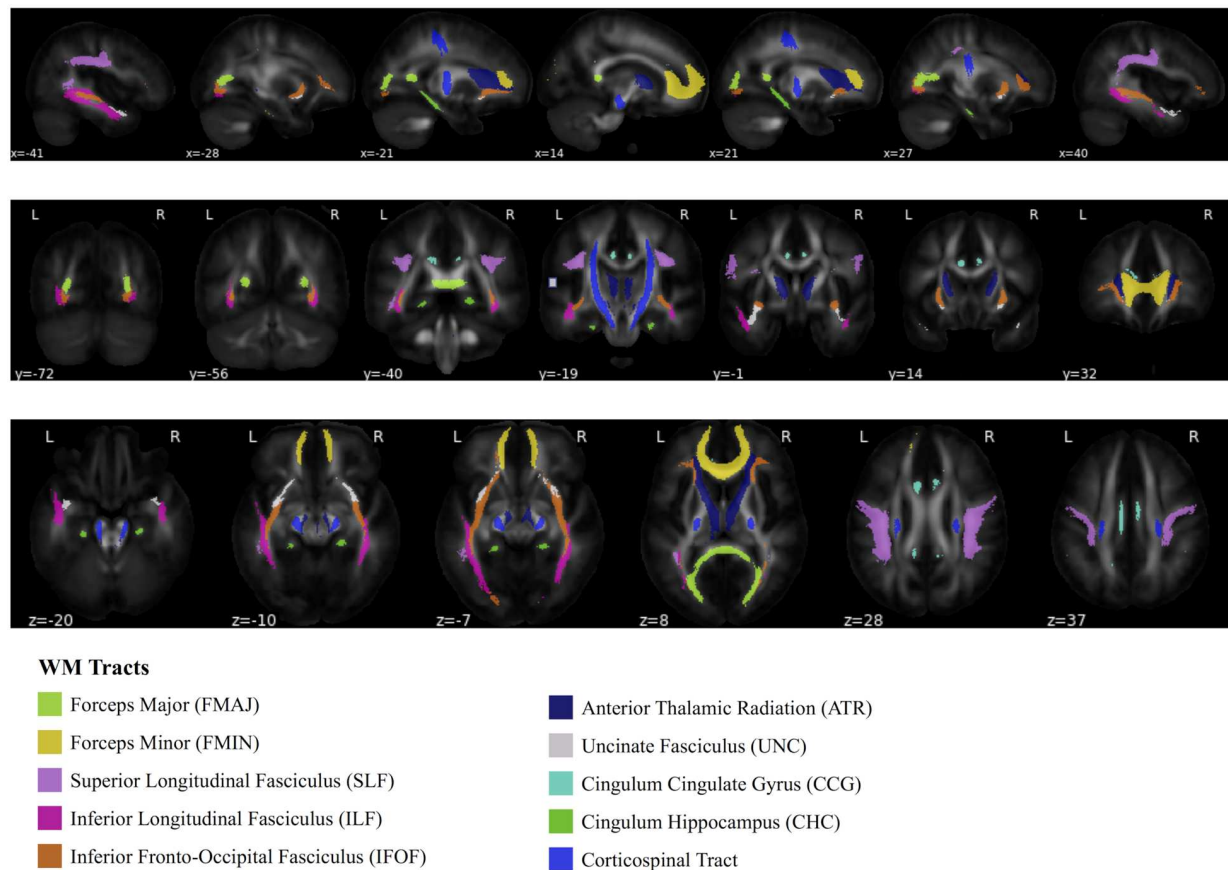 x=-41 x=-28 x=-21 x=14 x=21 x=27 x=40
L R L R L R L R L R L R L R
y=-72 y=-56 y=-40 y=-19 y=-1 y=14 y=32
L R L R L R L R L R L R
z=-20 z=-10 z=-7 z=8 z=28 z=37
WM Tracts
Forceps Major (FMAJ)
Forceps Minor (FMIN)
Superior Longitudinal Fasciculus (SLF)
Inferior Longitudinal Fasciculus (ILF)
Inferior Fronto-Occipital Fasciculus (IFOF)
Anterior Thalamic Radiation (ATR)
Uncinate Fasciculus (UNC)
Cingulum Cingulate Gyrus (CCG)
Cingulum Hippocampus (CHC)
Corticospinal Tract